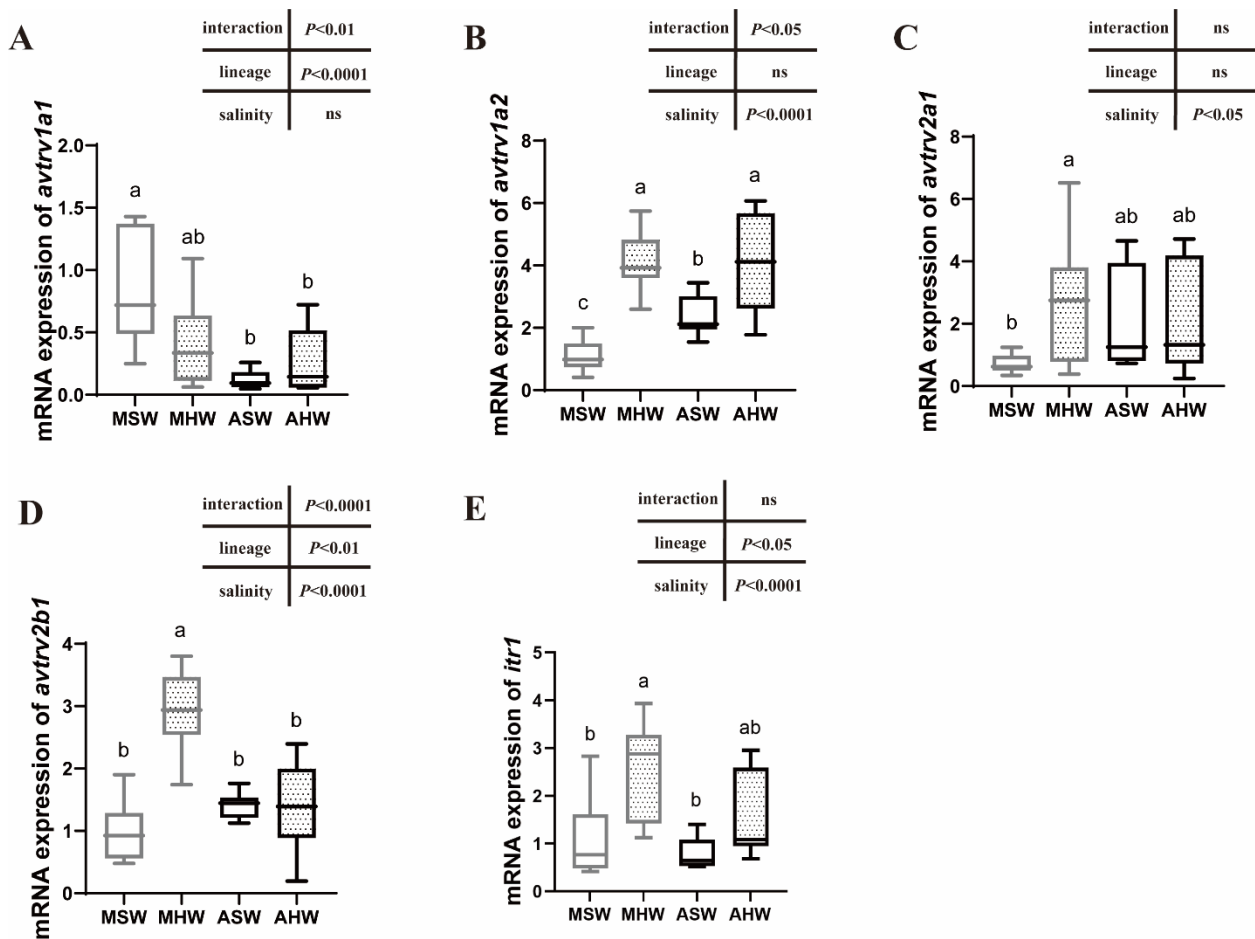 A
interaction P<0.01
lineage P<0.0001
salinity ns
mRNA expression of avtrv1a1
2.0
1.5
1.0
0.5
0.0
a
ab
b
b
MSW MHW ASW AHW
B
interaction P<0.05
lineage ns
salinity P<0.0001
mRNA expression of avtrv1a2
8
6
4
2
0
c
a
b
a
MSW MHW ASW AHW
C
interaction ns
lineage ns
salinity P<0.05
mRNA expression of avtrv2a1
8
6
4
2
0
b
a
ab
ab
MSW MHW ASW AHW
D
interaction P<0.0001
lineage P<0.01
salinity P<0.0001
mRNA expression of avtrv2b1
4
3
2
1
0
b
a
b
b
MSW MHW ASW AHW
E
interaction ns
lineage P<0.05
salinity P<0.0001
mRNA expression of itr1
5
4
3
2
1
0
b
a
b
ab
MSW MHW ASW AHW